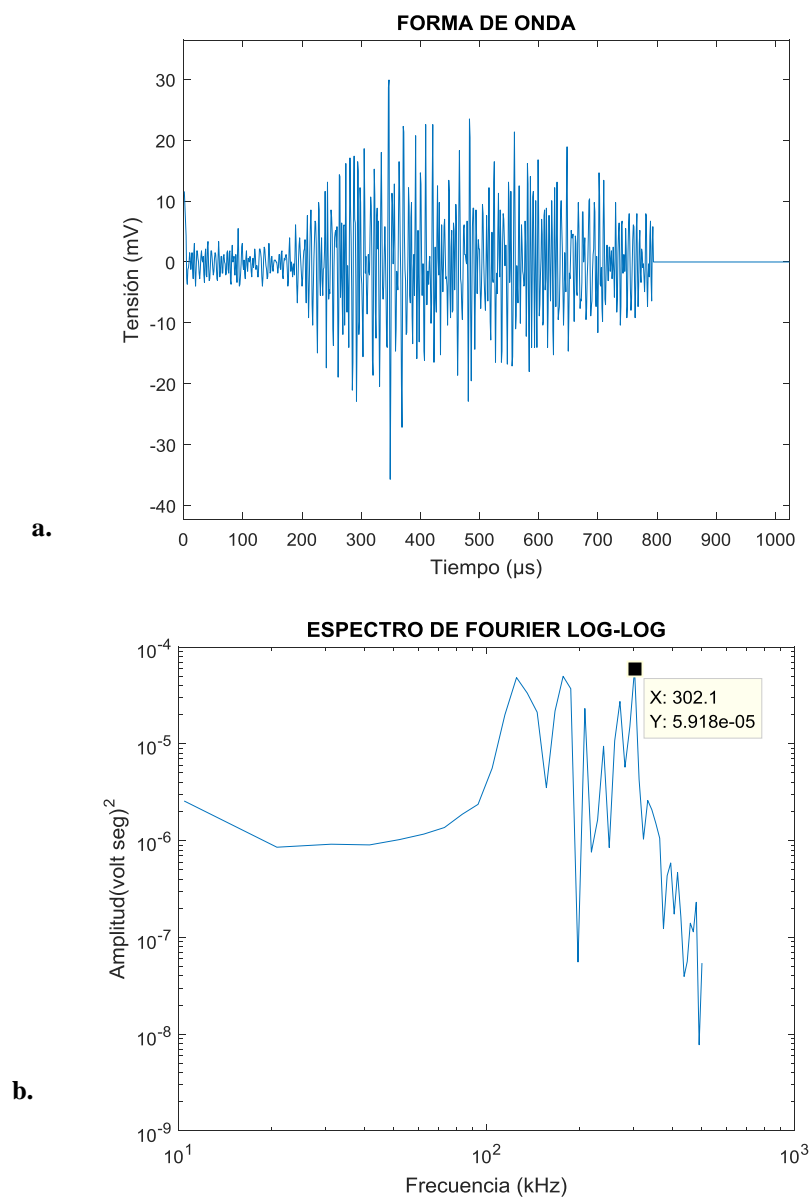 FORMA DE ONDA
30
20
10
0
-10
-20
-30
-40
Tensión (mV)
0 100 200 300 400 500 600 700 800 900 1000
Tiempo (µs)
a.
ESPECTRO DE FOURIER LOG-LOG
10^-4
10^-5
10^-6
10^-7
10^-8
10^-9
Amplitud(volt seg)^2
X: 302.1
Y: 5.918e-05
10^1 10^2 10^3
Frecuencia (kHz)
b.